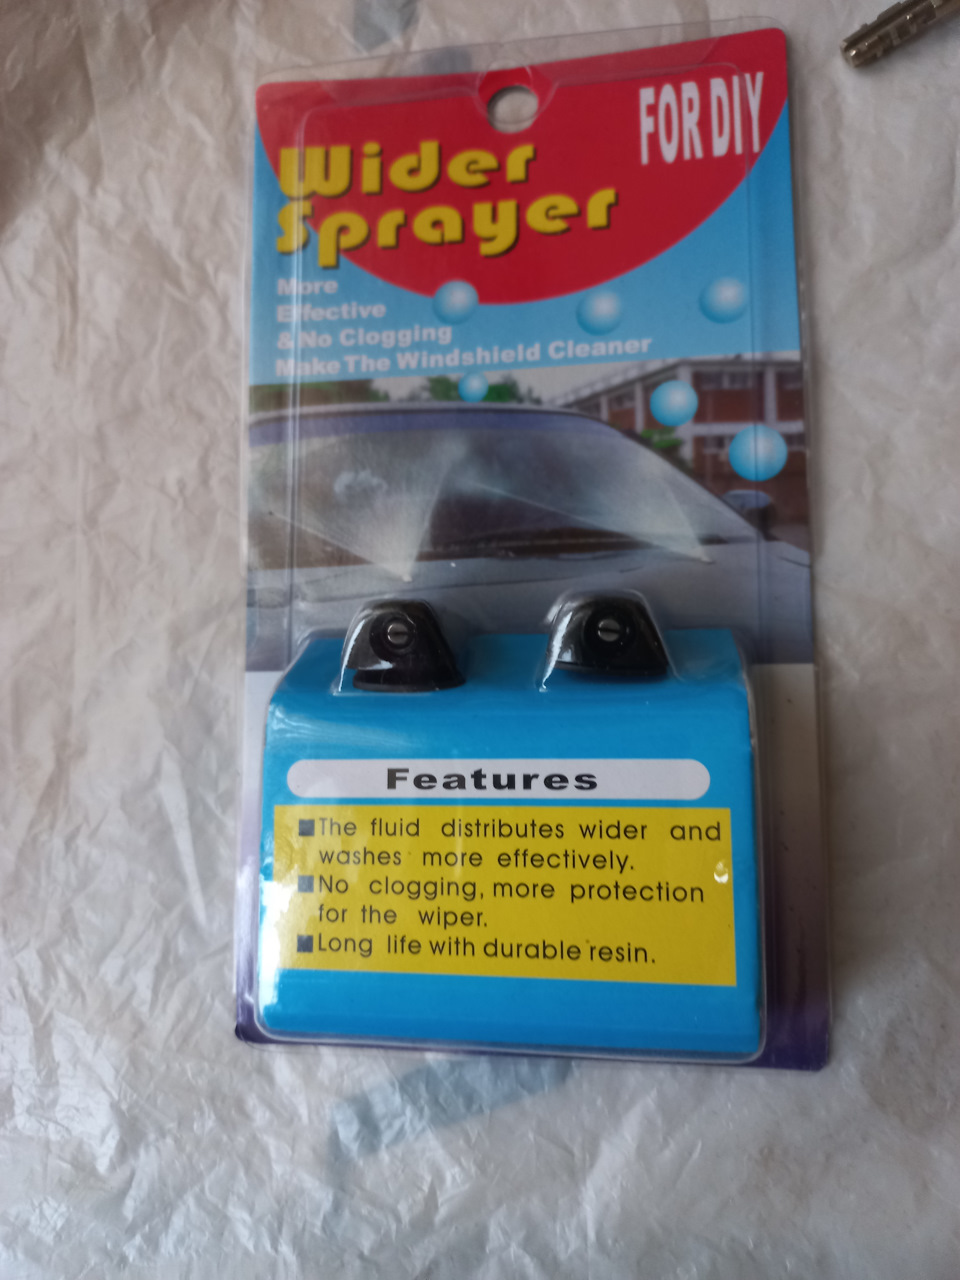 FOR DIY
Wider
Sprayer
More
Effective
& No Clogging
Make The Windshield Cleaner
Features
The fluid distributes wider and
washes more effectively.
No clogging, more protection
for the wiper.
Long life with durable resin.